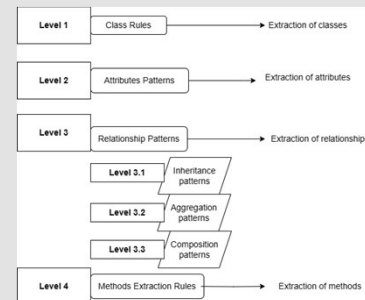 Level 1 Class Rules Extraction of classes
Level 2 Attributes Patterns Extraction of attributes
Level 3 Relationship Patterns Extraction of relationship
Level 3.1 Inheritance
patterns
Level 3.2 Aggregation
patterns
Level 3.3 Composition
patterns
Level 4 Methods Extraction Rules Extraction of methods